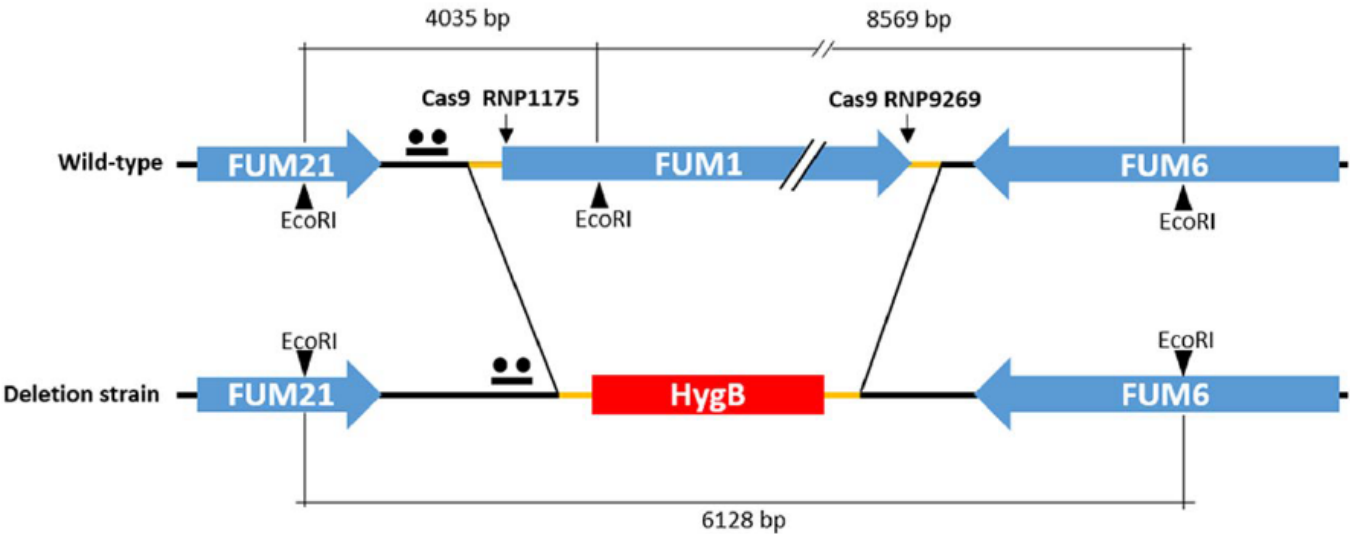 4035 bp
8569 bp
Cas9 RNP1175
Cas9 RNP9269
Wild-type
FUM21
FUM1
FUM6
EcoRI
EcoRI
EcoRI
EcoRI
EcoRI
Deletion strain
FUM21
HygB
FUM6
6128 bp